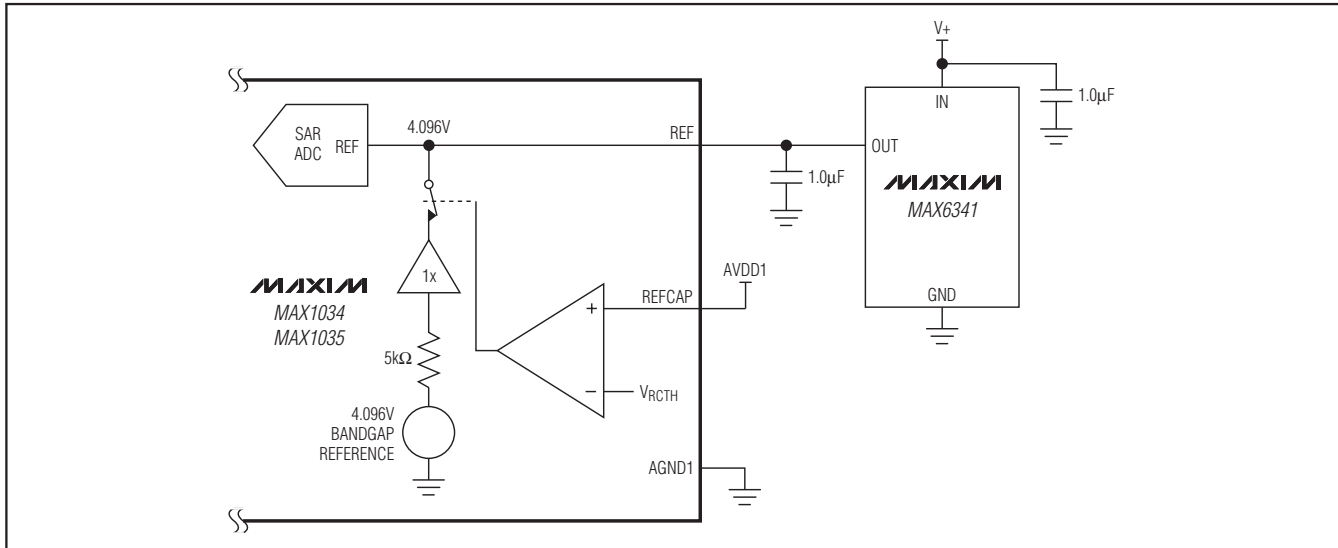 V+
1.0µF
IN
SAR
ADC
REF
4.096V
REF
OUT
1.0µF
MAXIM
MAX6341
GND
AVDD1
REFCAP
1x
MAXIM
MAX1034
MAX1035
+
5kΩ
−
VRCTH
4.096V
BANDGAP
REFERENCE
AGND1